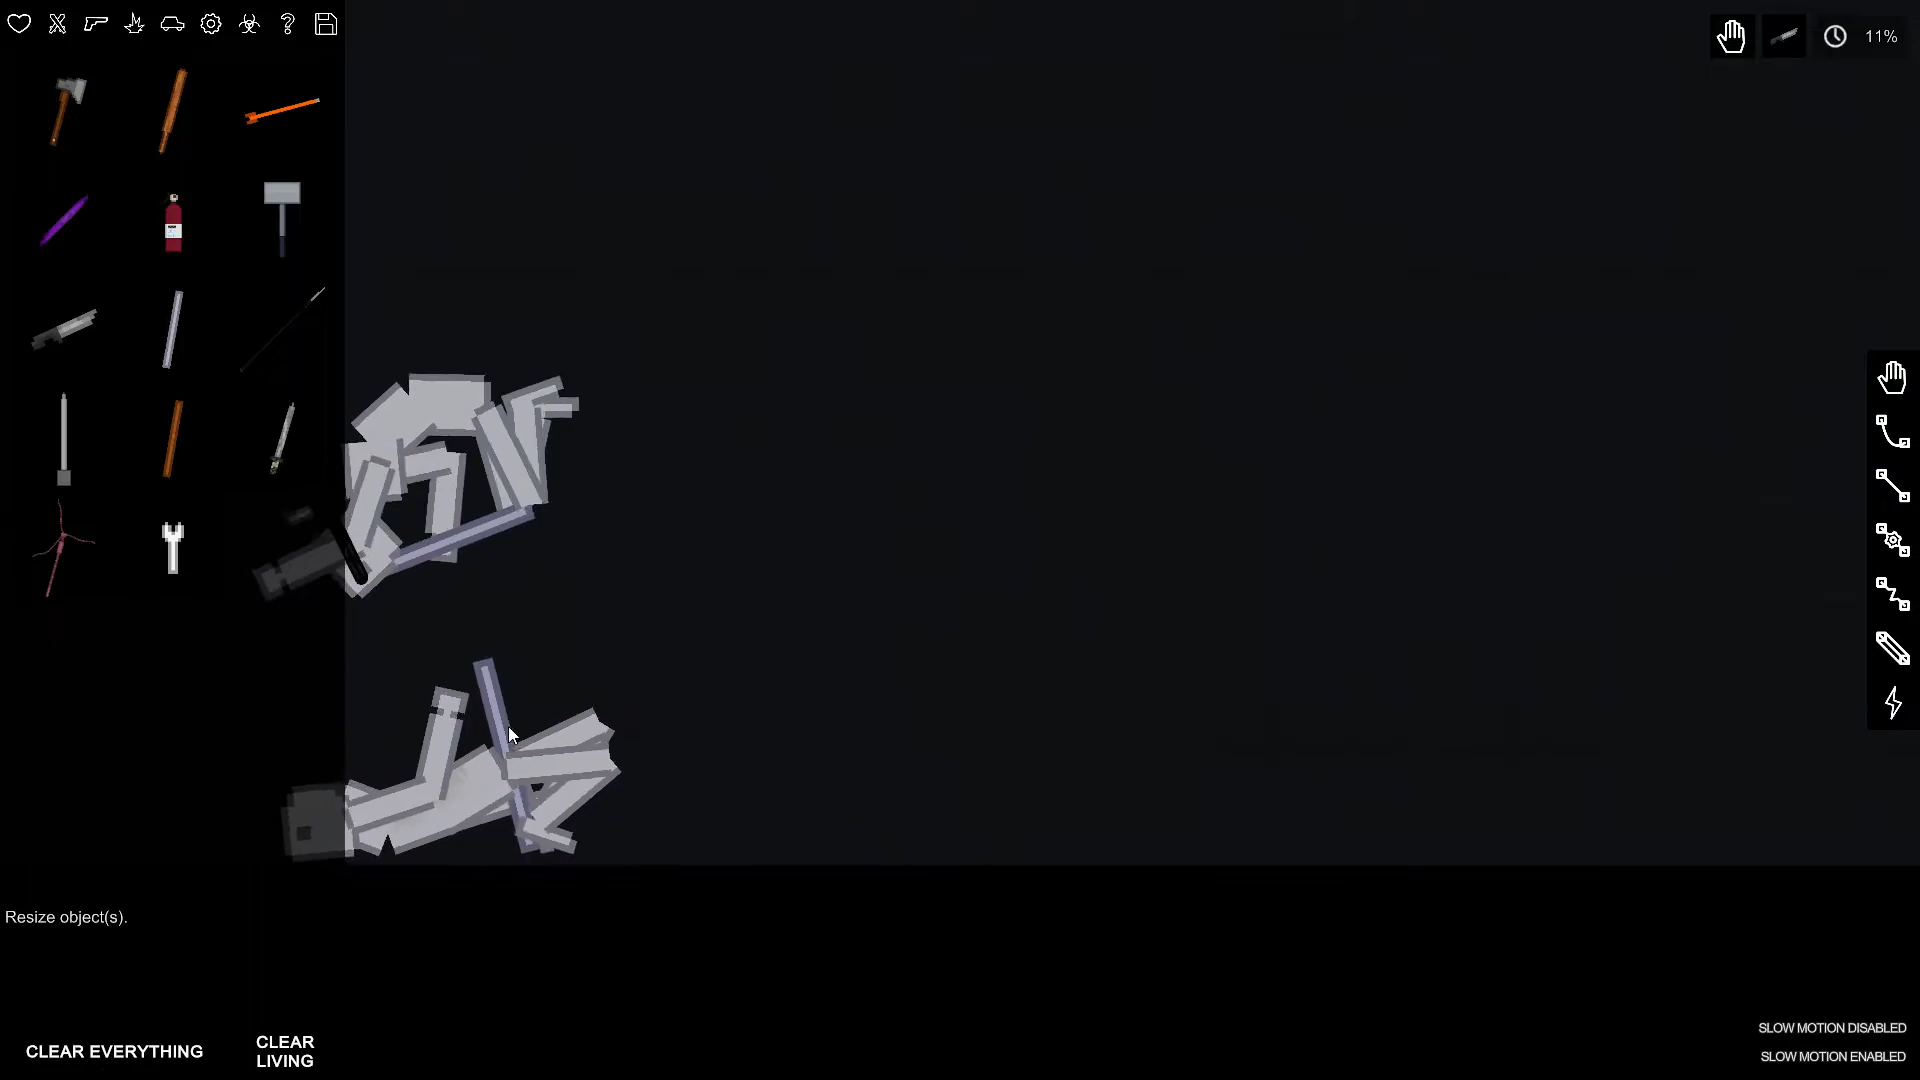 11%
Resize object(s).
CLEAR EVERYTHING
CLEAR
LIVING
SLOW MOTION DISABLED
SLOW MOTION ENABLED